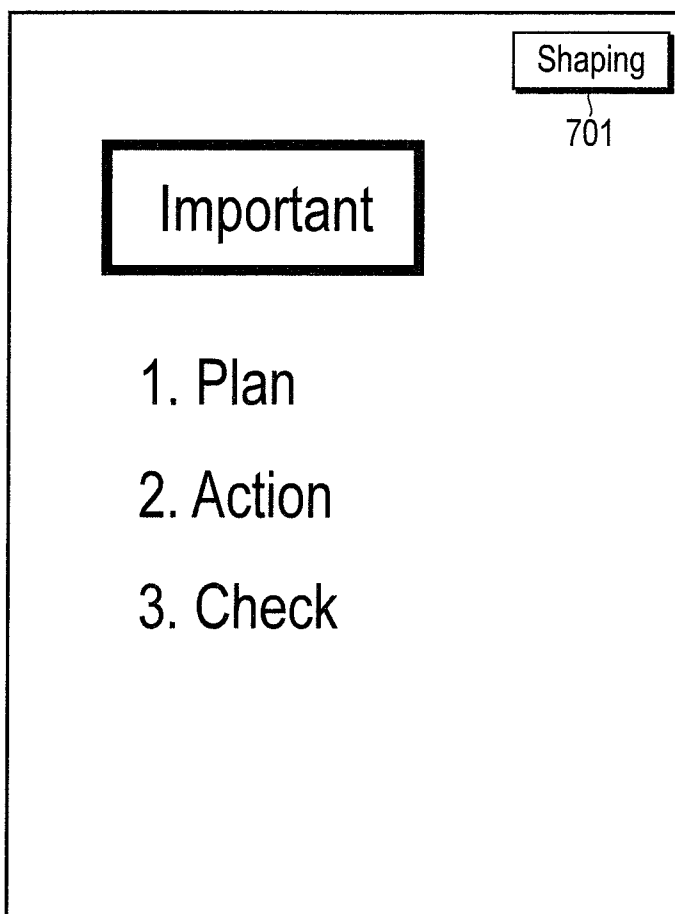 Shaping
701
Important
1. Plan
2. Action
3. Check